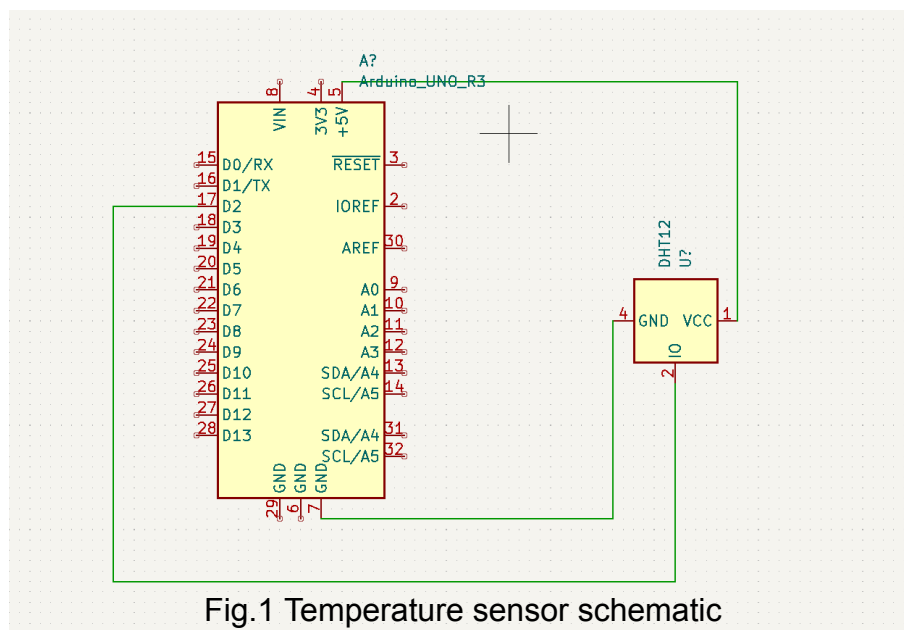 A?
Arduino_UNO_R3
8 4 5
VIN 3V3 +5V
15 D0/RX RESET 3
16 D1/TX
17 D2 IOREF 2
18 D3
19 D4 AREF 30
20 D5
21 D6 A0 9
22 D7 A1 10
23 D8 A2 11
24 D9 A3 12
25 D10 SDA/A4 13
26 D11 SCL/A5 14
27 D12
28 D13 SDA/A4 31
SCL/A5 32
GND GND GND
29 6 7
DHT12
U?
4 GND VCC 1
IO
2
Fig.1 Temperature sensor schematic